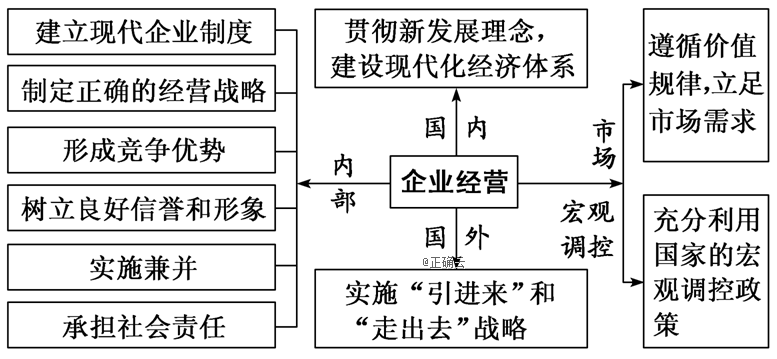 建立现代企业制度
制定正确的经营战略
形成竞争优势
树立良好信誉和形象
实施兼并
承担社会责任
内部
贯彻新发展理念，
建设现代化经济体系
国内
企业经营
国外
@正确云
实施“引进来”和
“走出去”战略
市场
宏观
调控
遵循价值
规律，立足
市场需求
充分利用
国家的宏
观调控政
策